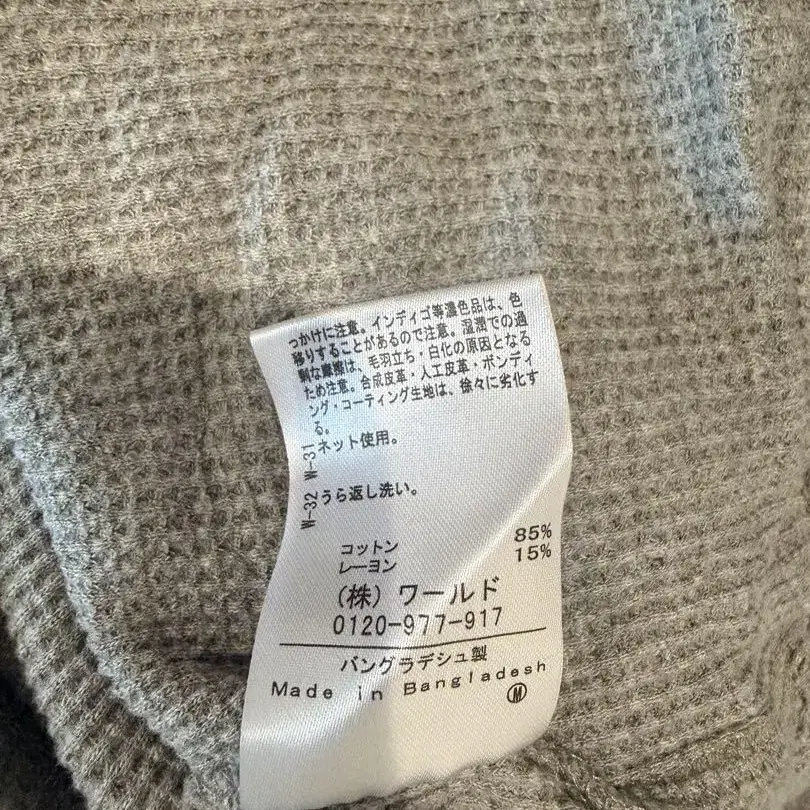 っかけに注意。インディゴ等濃色品は、色
移りすることがあるので注意。湿潤での過
剰な摩擦は、毛羽立ち・白化の原因となる
ため注意。合成皮革・人工皮革・ボンディ
ング・コーティング生地は、徐々に劣化す
る。
W-31 ネット使用。
W-32 うら返し洗い。
コットン 85%
レーヨン 15%
(株) ワールド
0120-977-917
バングラデシュ製
Made in Bangladesh
M